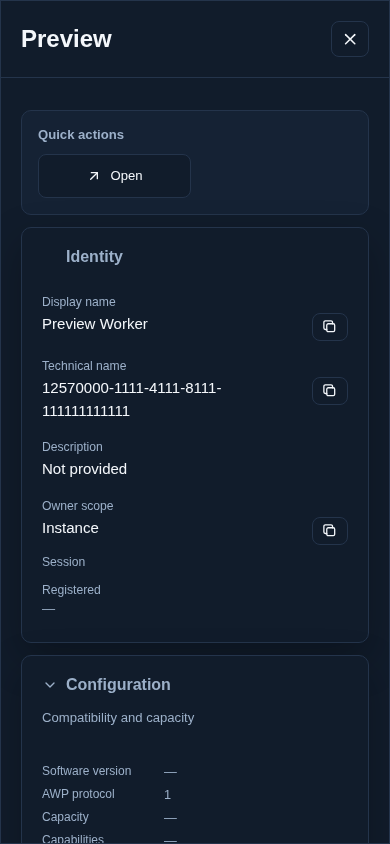 Preview
Quick actions
Open
Identity
Display name
Preview Worker
Technical name
12570000-1111-4111-8111-
111111111111
Description
Not provided
Owner scope
Instance
Session
Registered
—
Configuration
Compatibility and capacity
Software version —
AWP protocol 1
Capacity —
Capabilities —